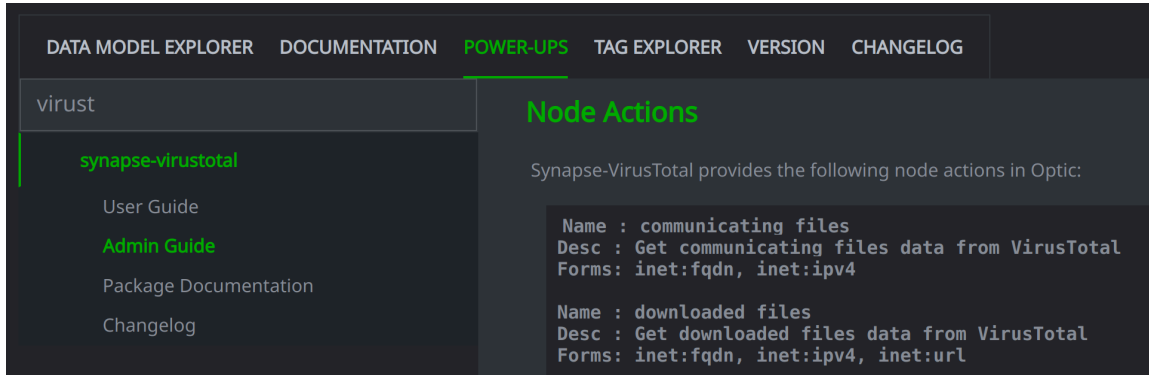 DATA MODEL EXPLORER DOCUMENTATION POWER-UPS TAG EXPLORER VERSION CHANGELOG
virust
synapse-virustotal
User Guide
Admin Guide
Package Documentation
Changelog
Node Actions
Synapse-VirusTotal provides the following node actions in Optic:
Name : communicating files
Desc : Get communicating files data from VirusTotal
Forms: inet:fqdn, inet:ipv4
Name : downloaded files
Desc : Get downloaded files data from VirusTotal
Forms: inet:fqdn, inet:ipv4, inet:url